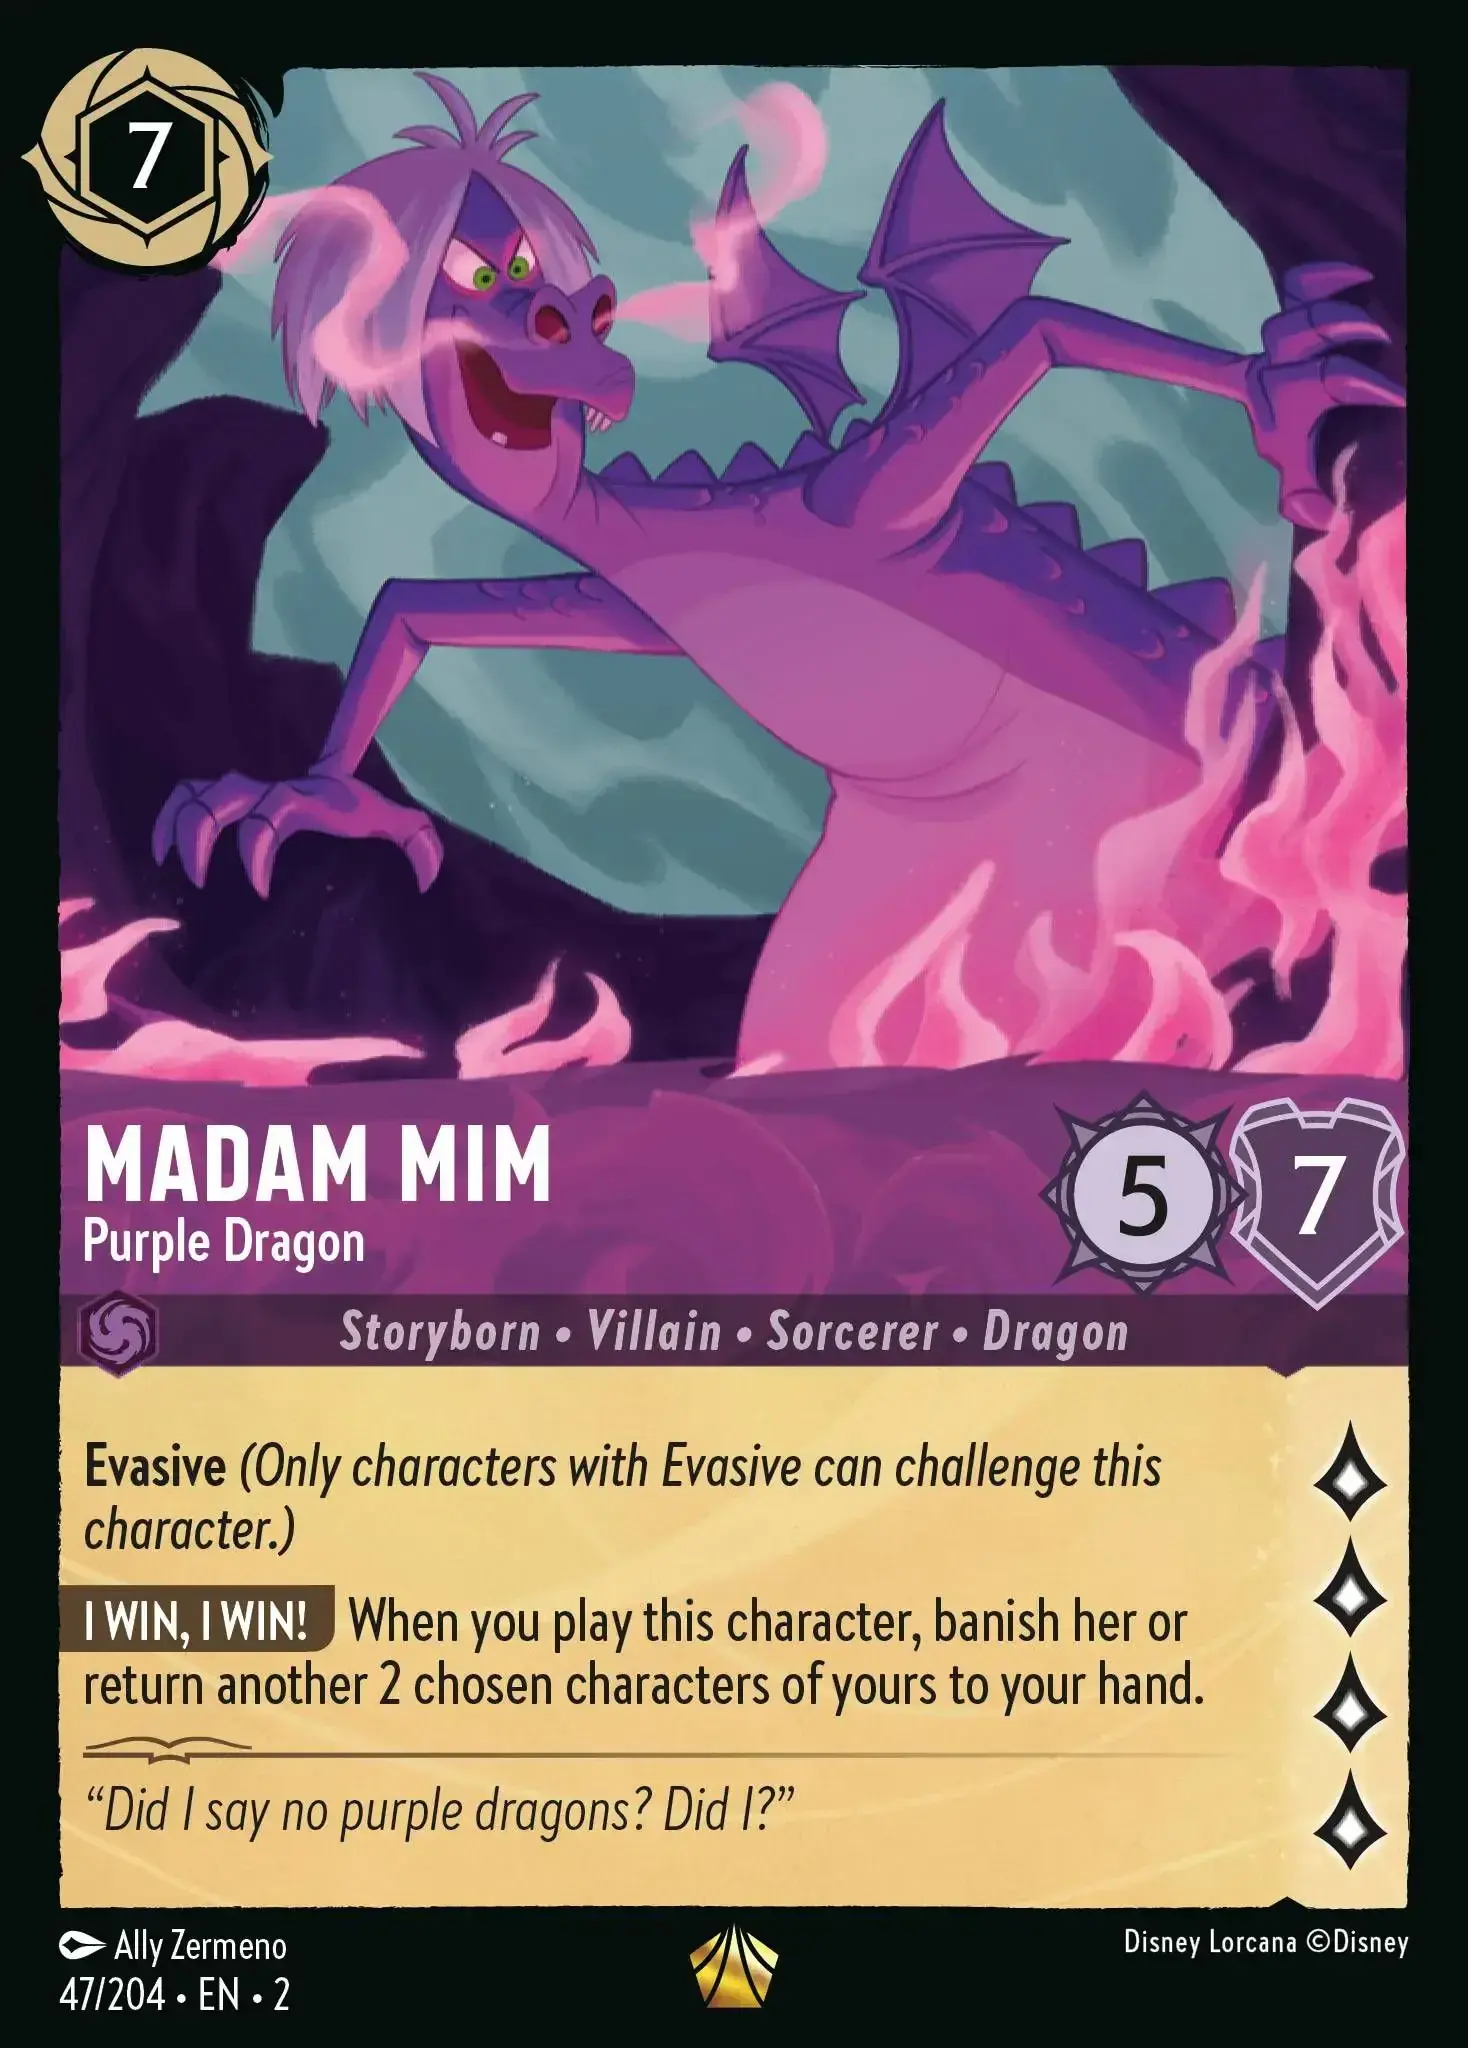 7
MADAM MIM
Purple Dragon
5
7
Storyborn • Villain • Sorcerer • Dragon
Evasive (Only characters with Evasive can challenge this
character.)
I WIN, I WIN! When you play this character, banish her or
return another 2 chosen characters of yours to your hand.
“Did I say no purple dragons? Did I?”
Ally Zermeno
47/204 • EN • 2
Disney Lorcana ©Disney